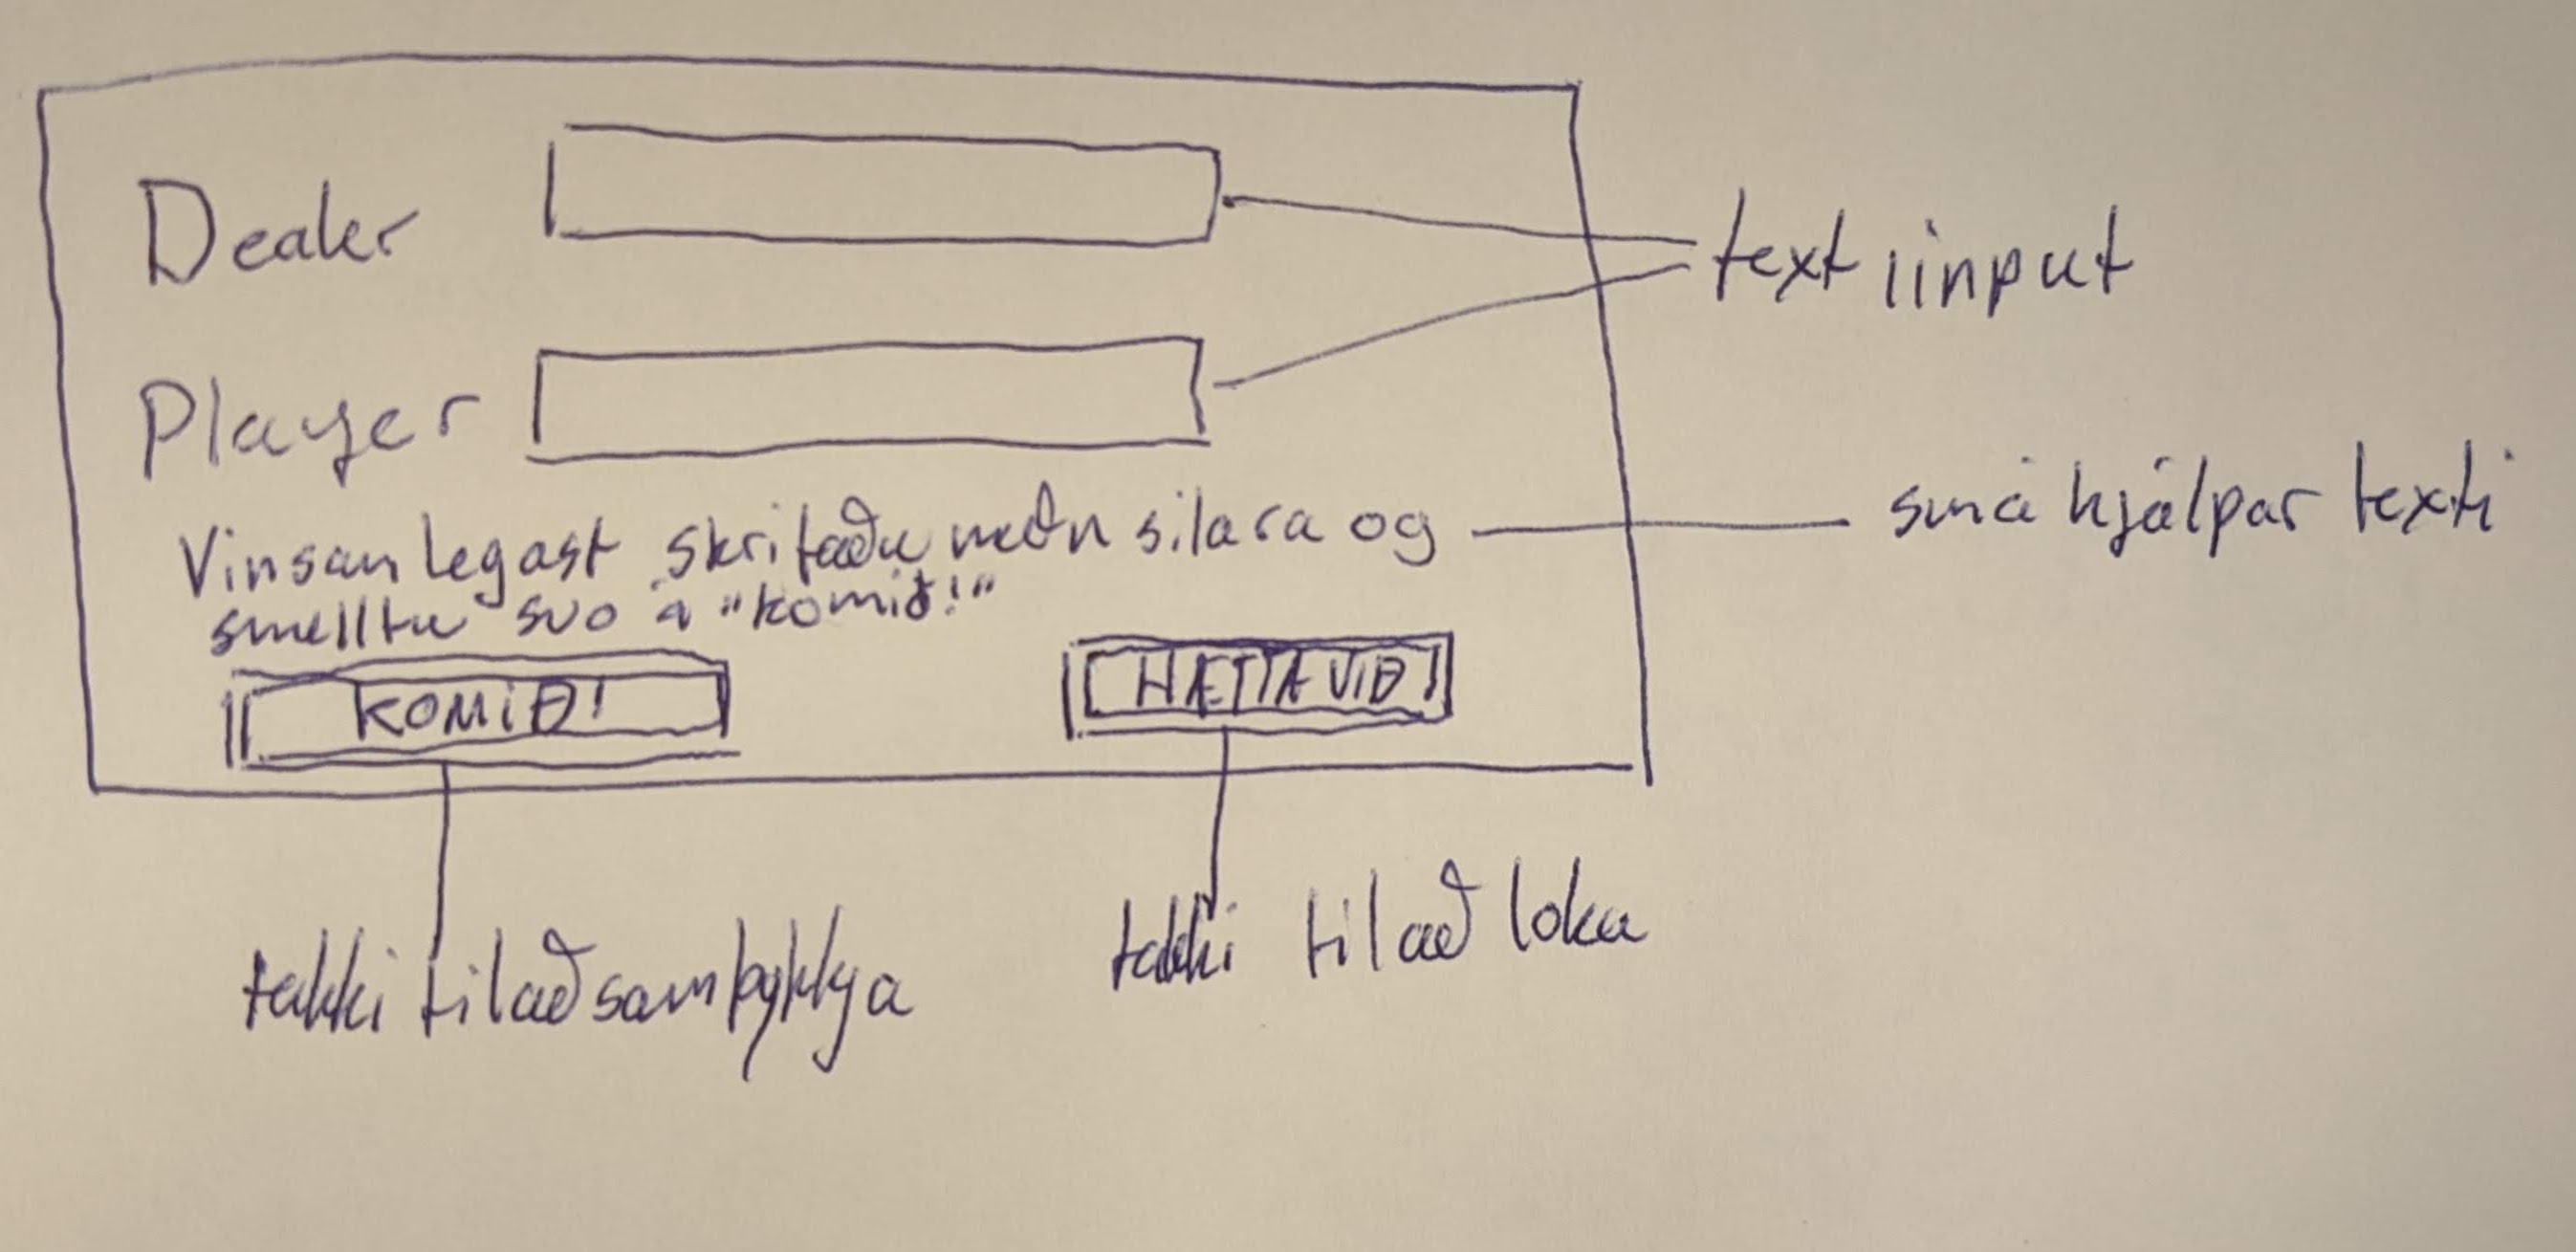 Dealer
text iinput
Player
Vinsamlegast skrifaðu nöfn silara og
smá hjálpar texti
smelltu svo á "komið!"
KOMIÐ!
HÆTTA VIÐ!
takki til að samþykkja
takki til að loka